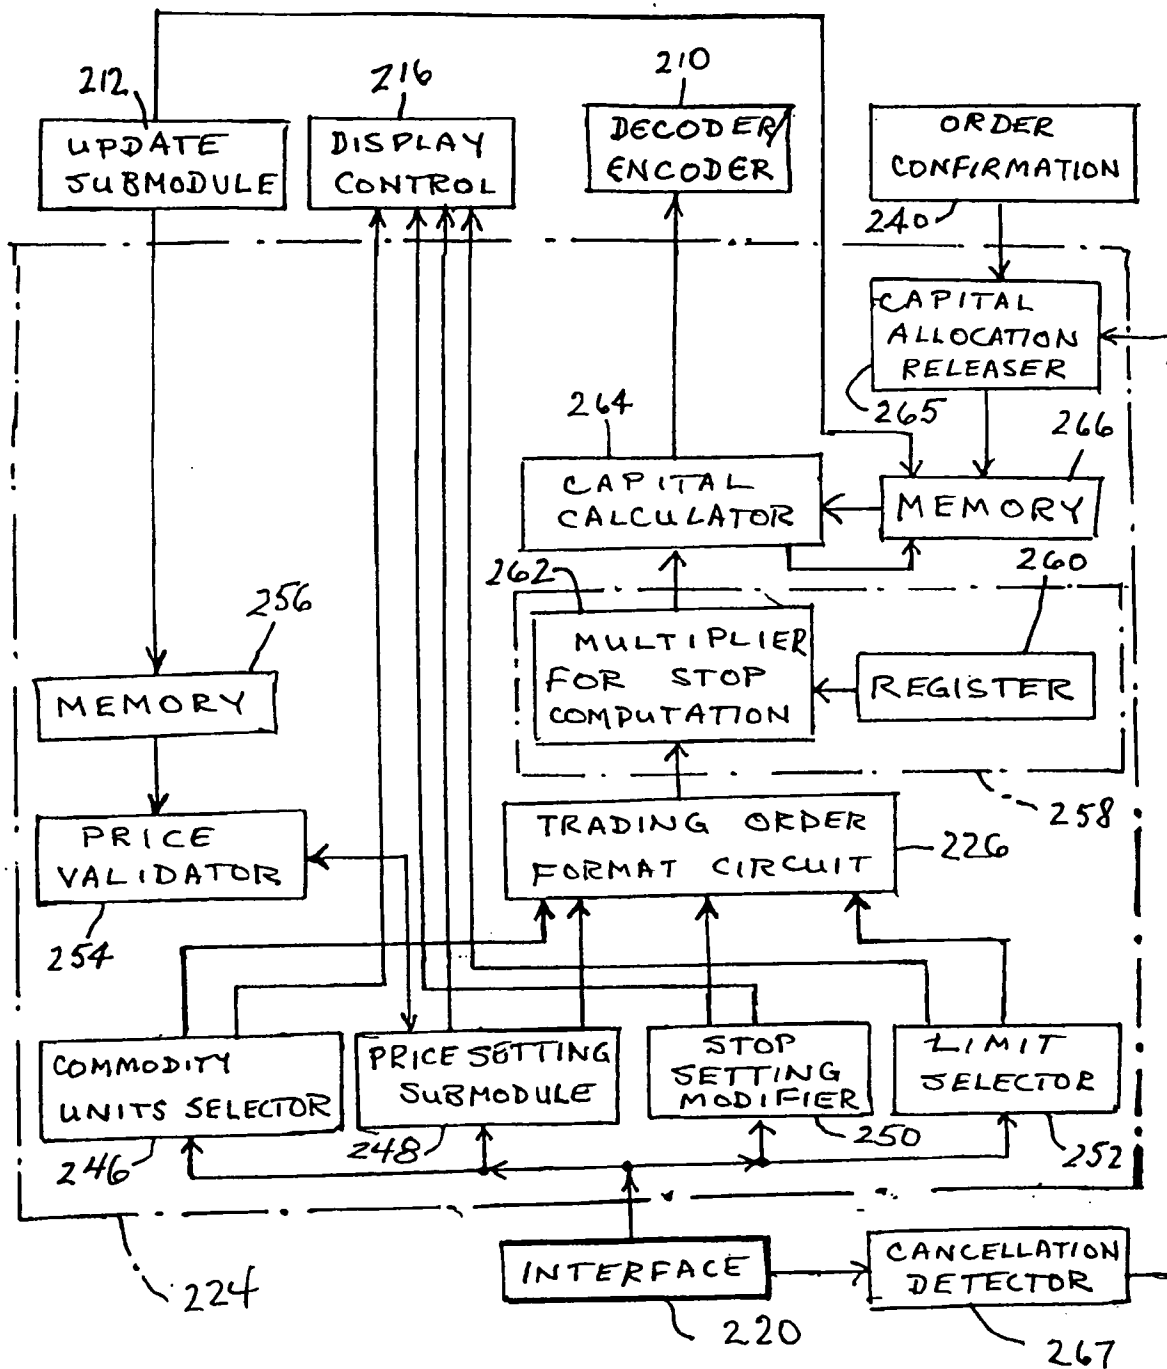 212
216
210
UPDATE
SUBMODULE
DISPLAY
CONTROL
DECODER/
ENCODER
ORDER
CONFIRMATION
240
CAPITAL
ALLOCATION
RELEASER
265
264
266
CAPITAL
CALCULATOR
MEMORY
262
260
256
MULTIPLIER
FOR STOP
COMPUTATION
REGISTER
MEMORY
258
TRADING ORDER
FORMAT CIRCUIT
226
PRICE
VALIDATOR
254
COMMODITY
UNITS SELECTOR
PRICE SETTING
SUBMODULE
STOP
SETTING
MODIFIER
LIMIT
SELECTOR
246
248
250
252
224
INTERFACE
220
CANCELLATION
DETECTOR
267